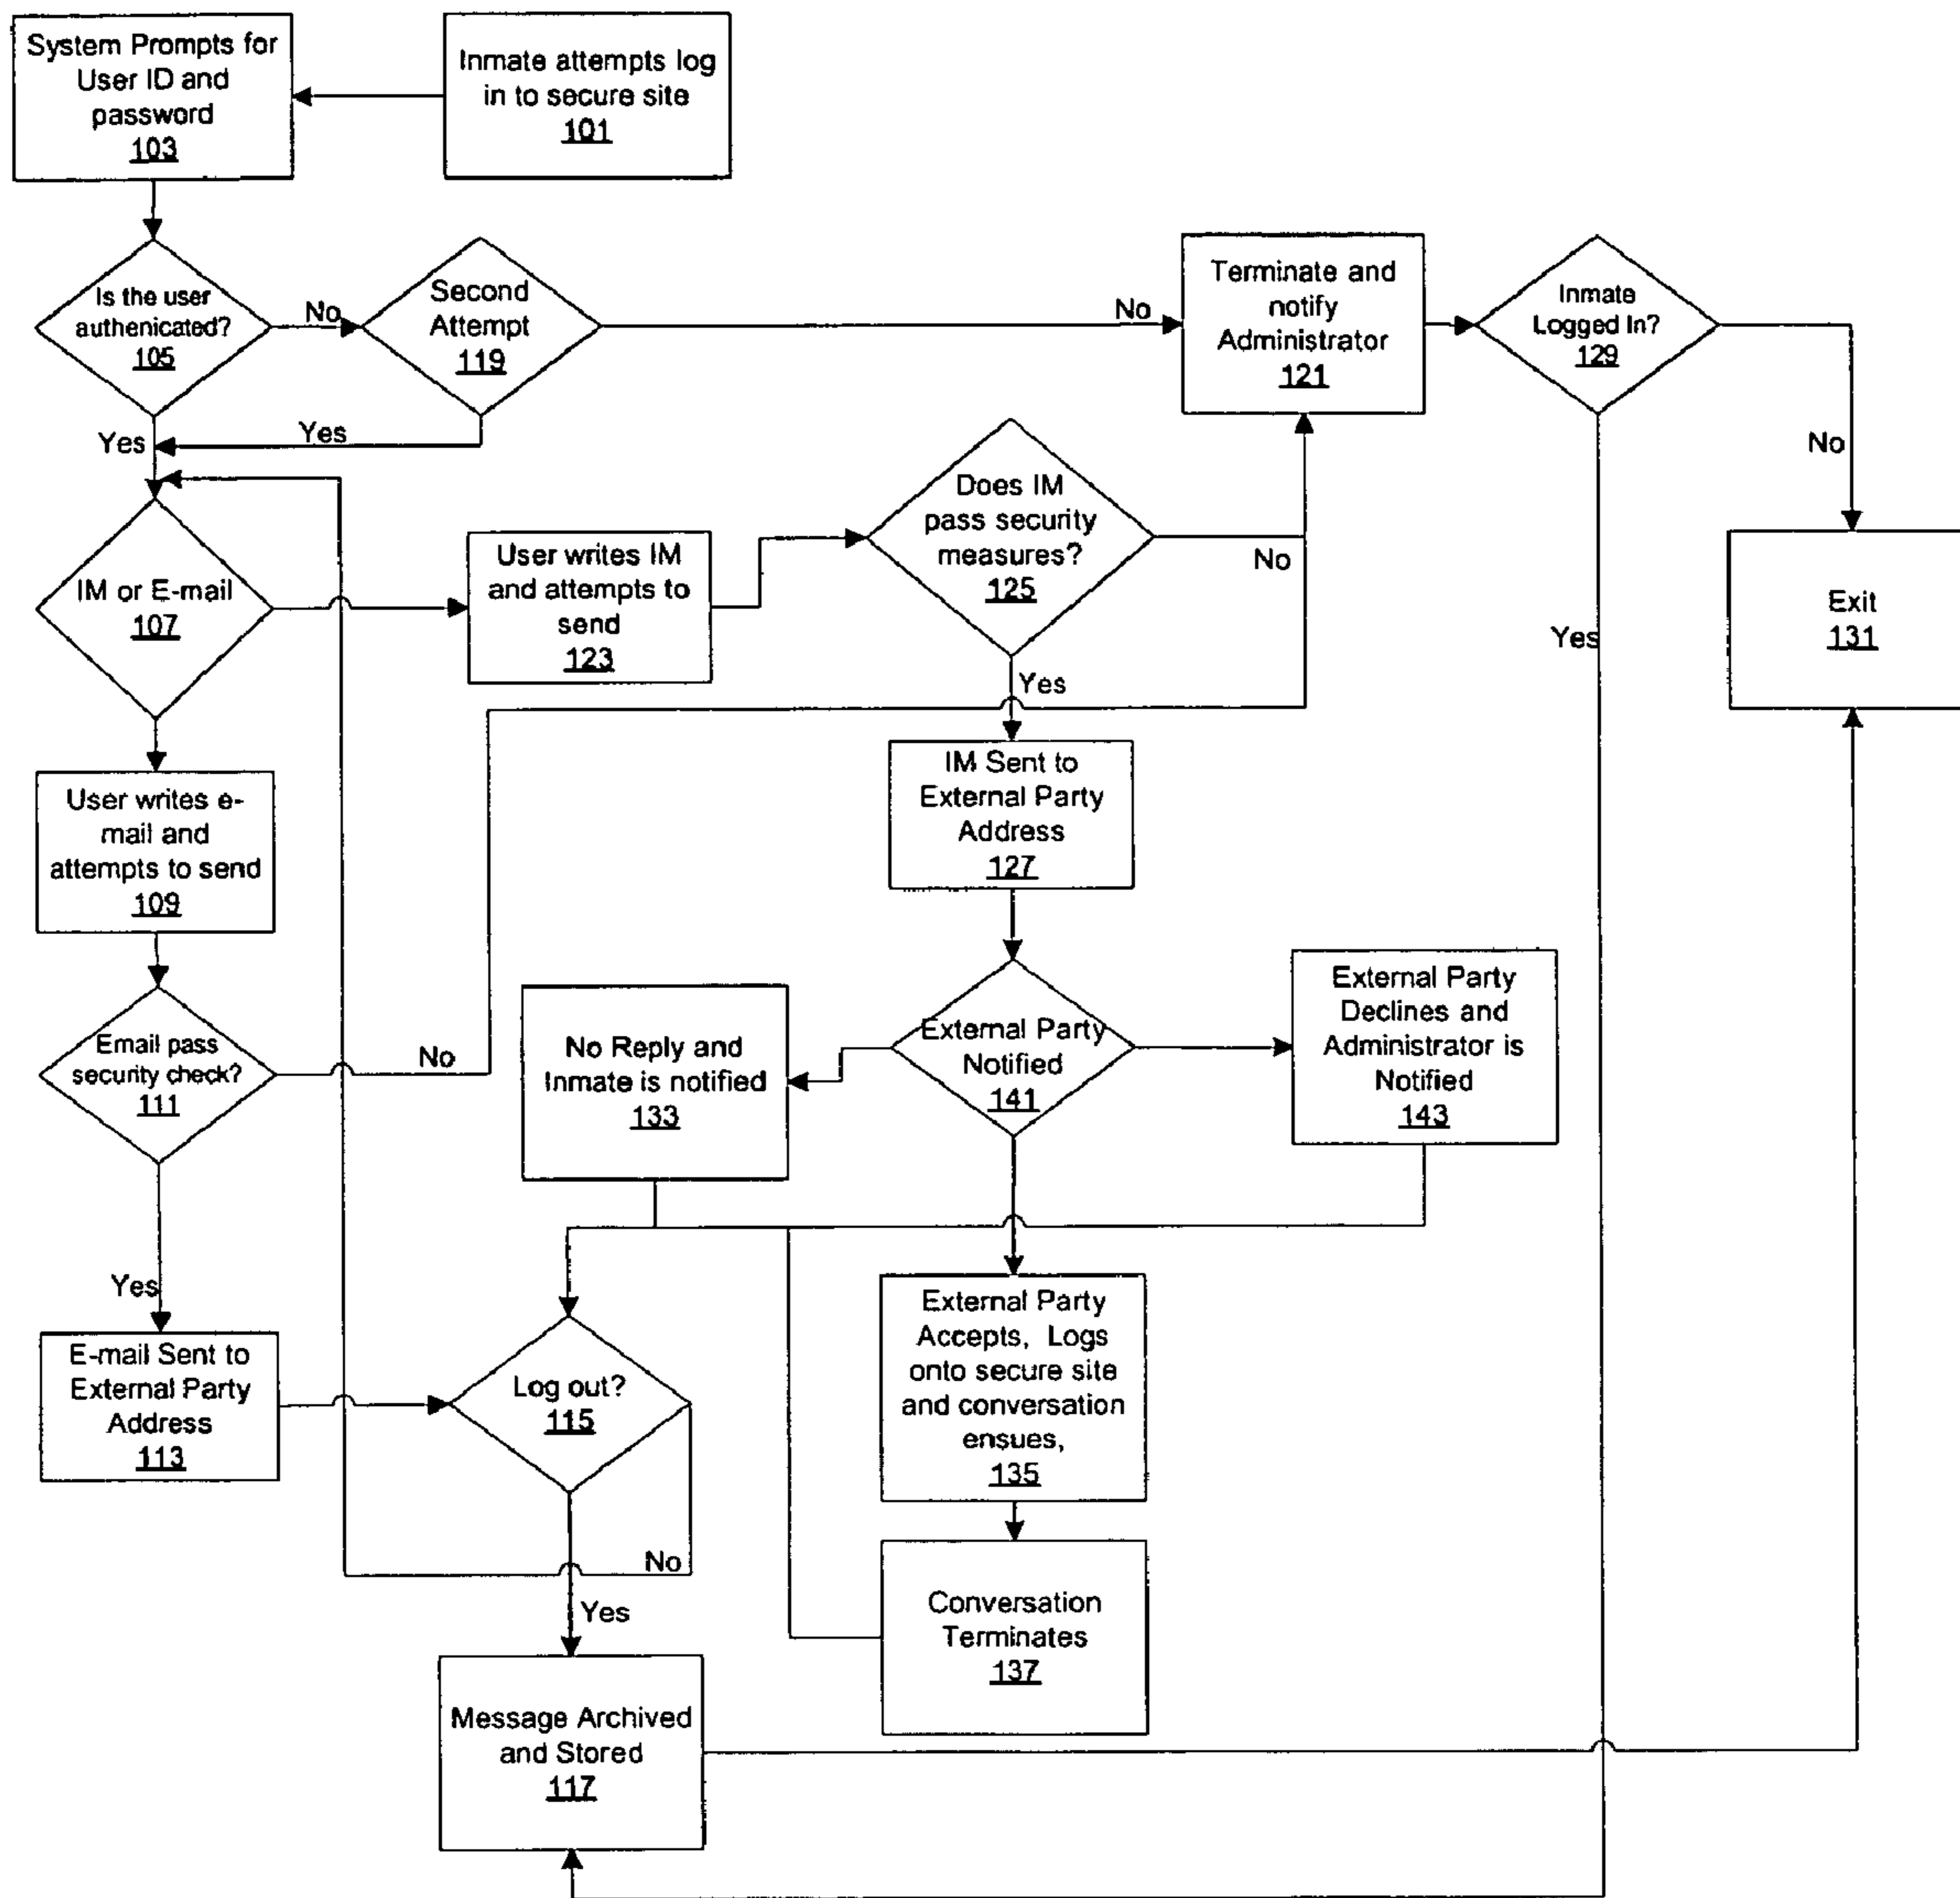 System Prompts for
User ID and
password
103
Inmate attempts log
in to secure site
101
Is the user
authenicated?
105
No
Second
Attempt
119
No
Terminate and
notify
Administrator
121
Inmate
Logged In?
129
Yes
Yes
No
IM or E-mail
107
User writes IM
and attempts to
send
123
Does IM
pass security
measures?
125
No
Yes
Exit
131
Yes
User writes e-
mail and
attempts to send
109
IM Sent to
External Party
Address
127
Email pass
security check?
111
No
No Reply and
Inmate is notified
133
External Party
Notified
141
External Party
Declines and
Administrator is
Notified
143
Yes
E-mail Sent to
External Party
Address
113
Log out?
115
No
Yes
External Party
Accepts, Logs
onto secure site
and conversation
ensues,
135
Conversation
Terminates
137
Message Archived
and Stored
117